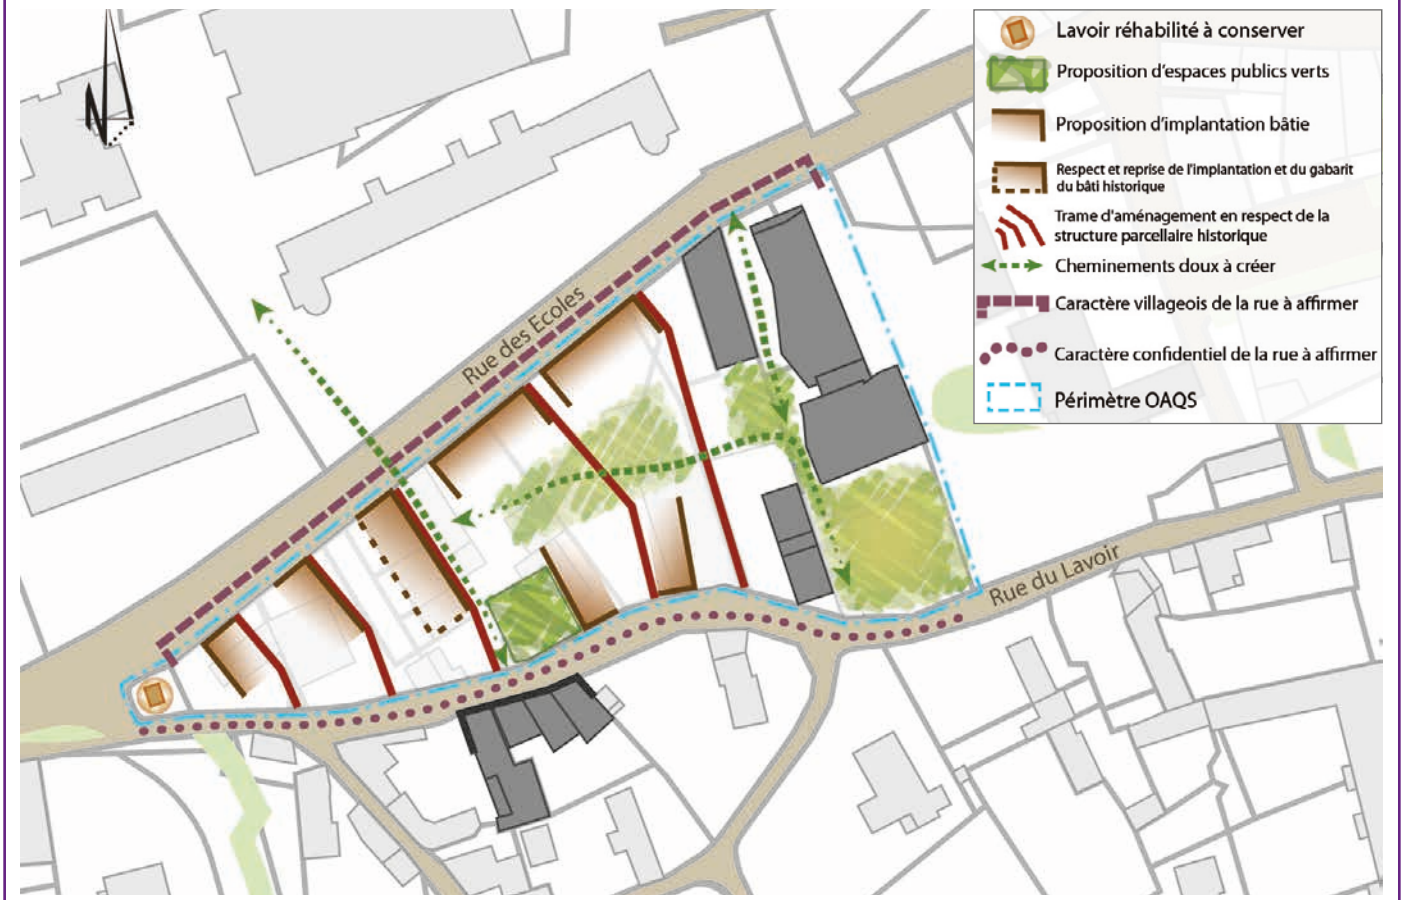 Lavoir réhabilité à conserver
Proposition d'espaces publics verts
Proposition d'implantation bâtie
Respect et reprise de l'implantation et du gabarit
du bâti historique
Trame d'aménagement en respect de la
structure parcellaire historique
Cheminements doux à créer
Caractère villageois de la rue à affirmer
Caractère confidentiel de la rue à affirmer
Périmètre OAQS
N
Rue des Ecoles
Rue du Lavoir